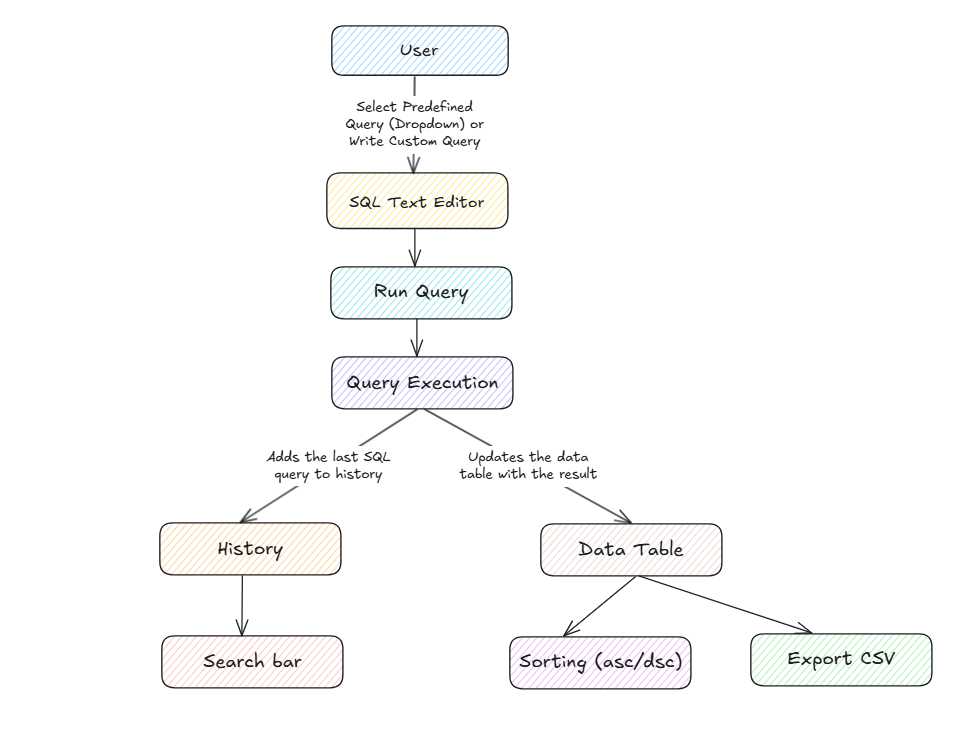 User
Select Predefined
Query (Dropdown) or
Write Custom Query
SQL Text Editor
Run Query
Query Execution
Adds the last SQL
query to history
Updates the data
table with the result
History
Data Table
Search bar
Sorting (asc/dsc)
Export CSV